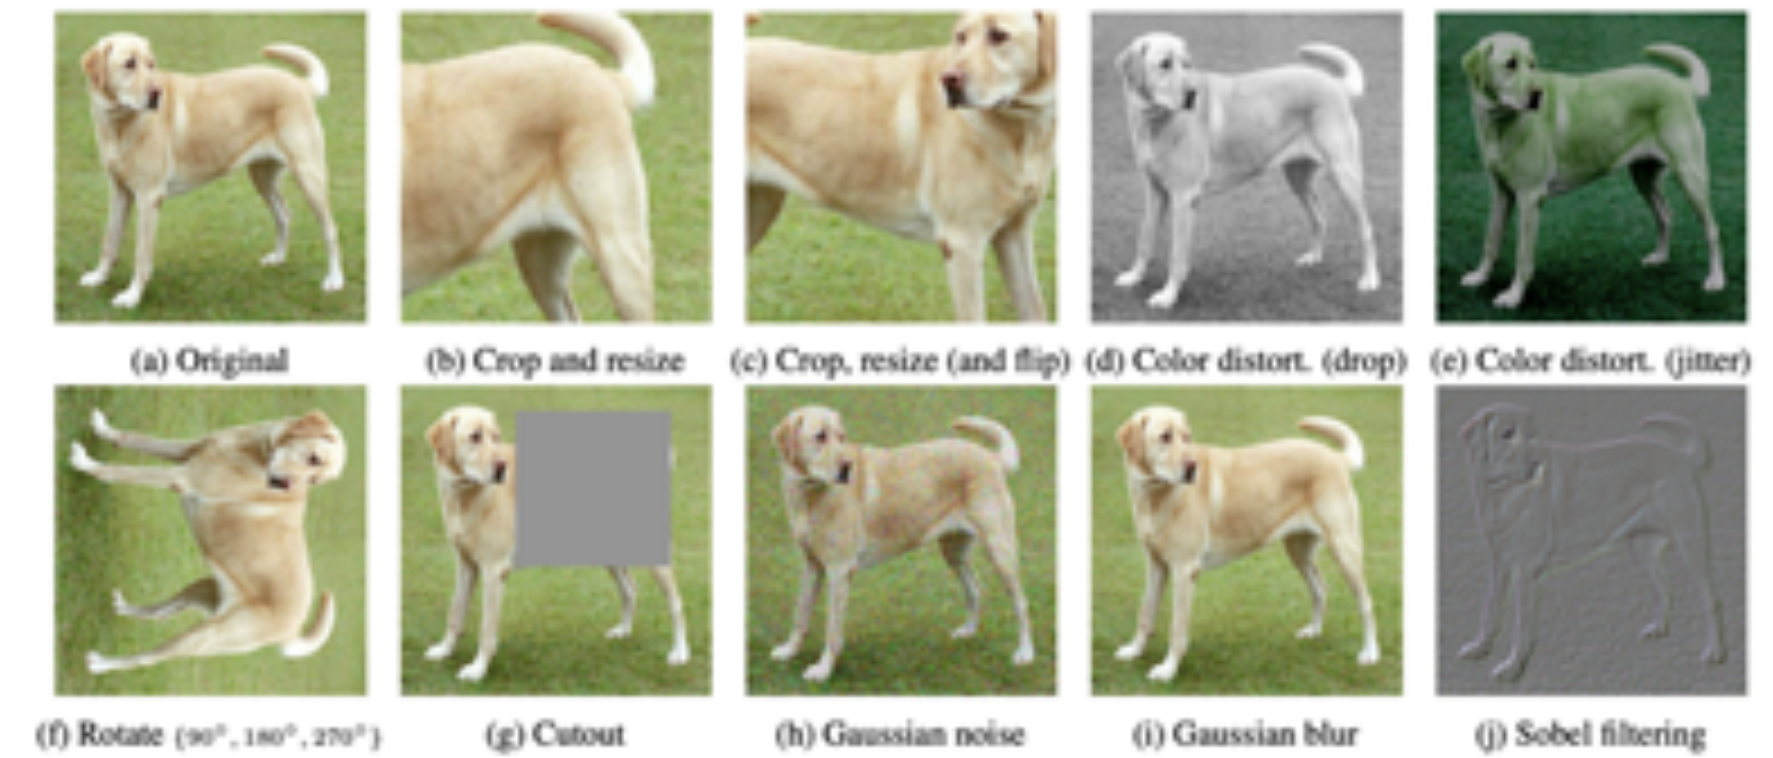 (a) Original
(b) Crop and resize
(c) Crop, resize (and flip)
(d) Color distort. (drop)
(e) Color distort. (jitter)
(f) Rotate {90°, 180°, 270°}
(g) Cutout
(h) Gaussian noise
(i) Gaussian blur
(j) Sobel filtering